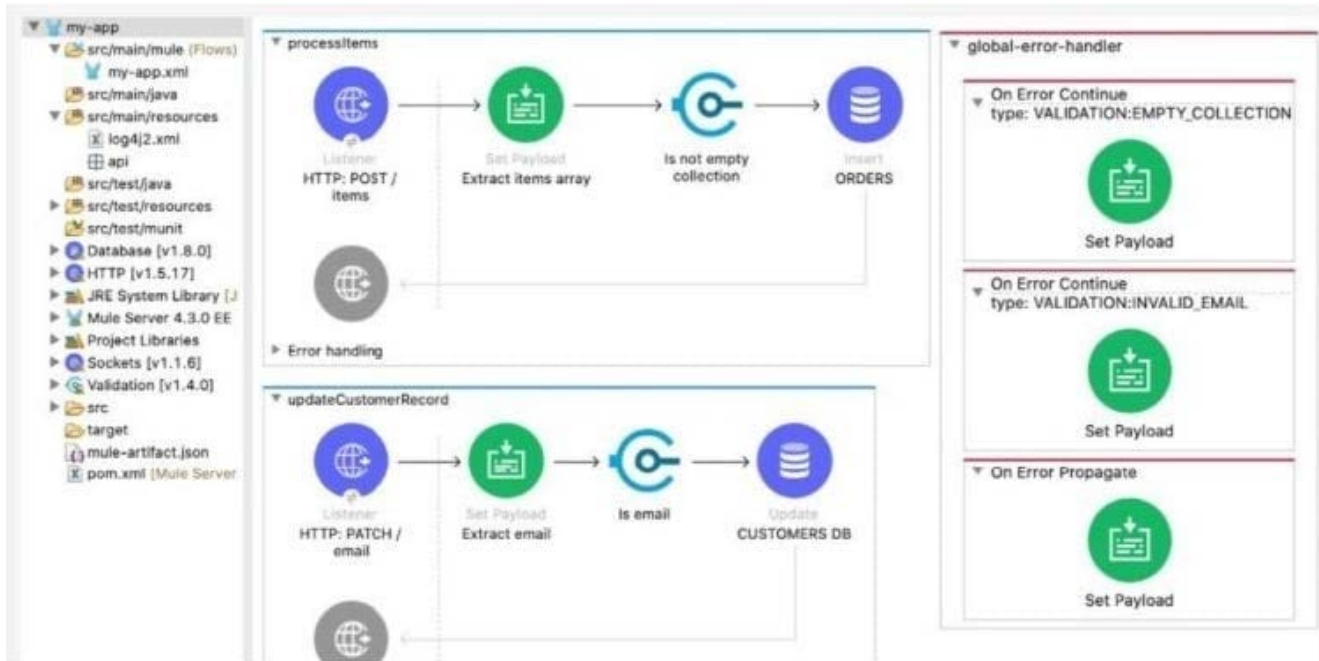 my-app
src/main/mule (Flows)
my-app.xml
src/main/java
src/main/resources
log4j2.xml
api
src/test/java
src/test/resources
src/test/munit
Database [v1.8.0]
HTTP [v1.5.17]
JRE System Library [J
Mule Server 4.3.0 EE
Project Libraries
Sockets [v1.1.6]
Validation [v1.4.0]
src
target
mule-artifact.json
pom.xml (Mule Server
processItems
Listener
HTTP: POST /
items
Set Payload
Extract items array
Is not empty
collection
Insert
ORDERS
Error handling
updateCustomerRecord
Listener
HTTP: PATCH /
email
Set Payload
Extract email
Is email
Update
CUSTOMERS DB
global-error-handler
On Error Continue
type: VALIDATION:EMPTY_COLLECTION
Set Payload
On Error Continue
type: VALIDATION:INVALID_EMAIL
Set Payload
On Error Propagate
Set Payload